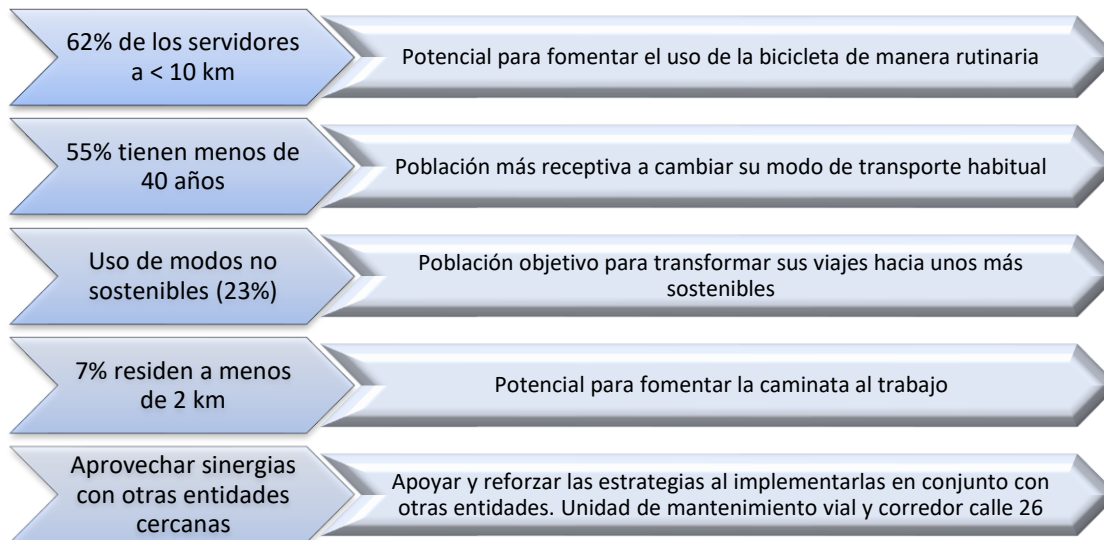 62% de los servidores
a < 10 km
Potencial para fomentar el uso de la bicicleta de manera rutinaria
55% tienen menos de
40 años
Población más receptiva a cambiar su modo de transporte habitual
Uso de modos no
sostenibles (23%)
Población objetivo para transformar sus viajes hacia unos más
sostenibles
7% residen a menos
de 2 km
Potencial para fomentar la caminata al trabajo
Aprovechar sinergias
con otras entidades
cercanas
Apoyar y reforzar las estrategias al implementarlas en conjunto con
otras entidades. Unidad de mantenimiento vial y corredor calle 26